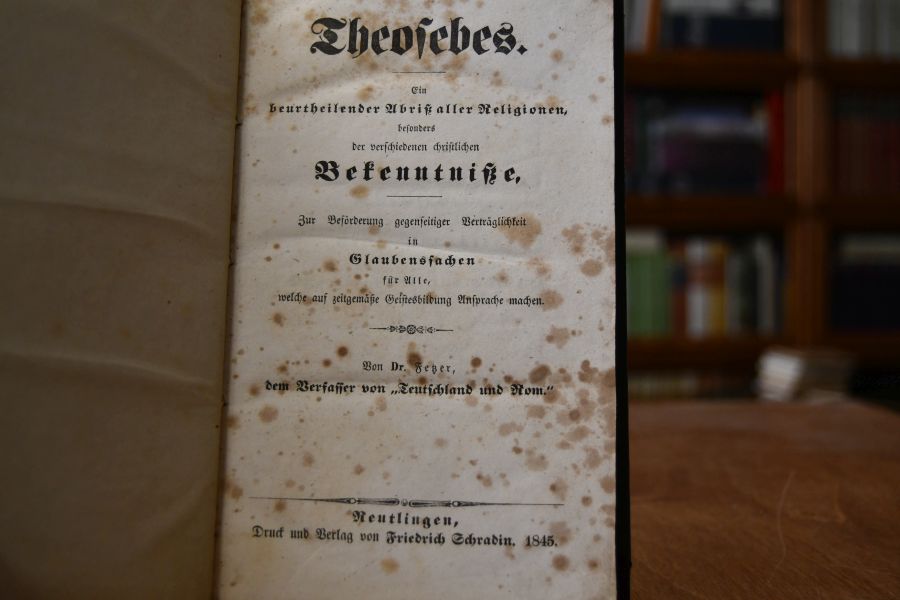 Theoſebes.
Ein
beurtheilender Abriß aller Religionen,
beſonders
der verſchiedenen chriſtlichen
Bekenntniße,
Zur Beförderung gegenſeitiger Verträglichkeit
in
Glaubensſachen
für Alle,
welche auf zeitgemäße Geiſtesbildung Anſprache machen.
Von Dr. Fetzer,
dem Verfaſſer von „Teutſchland und Rom.“
Reutlingen,
Druck und Verlag von Friedrich Schradin. 1845.